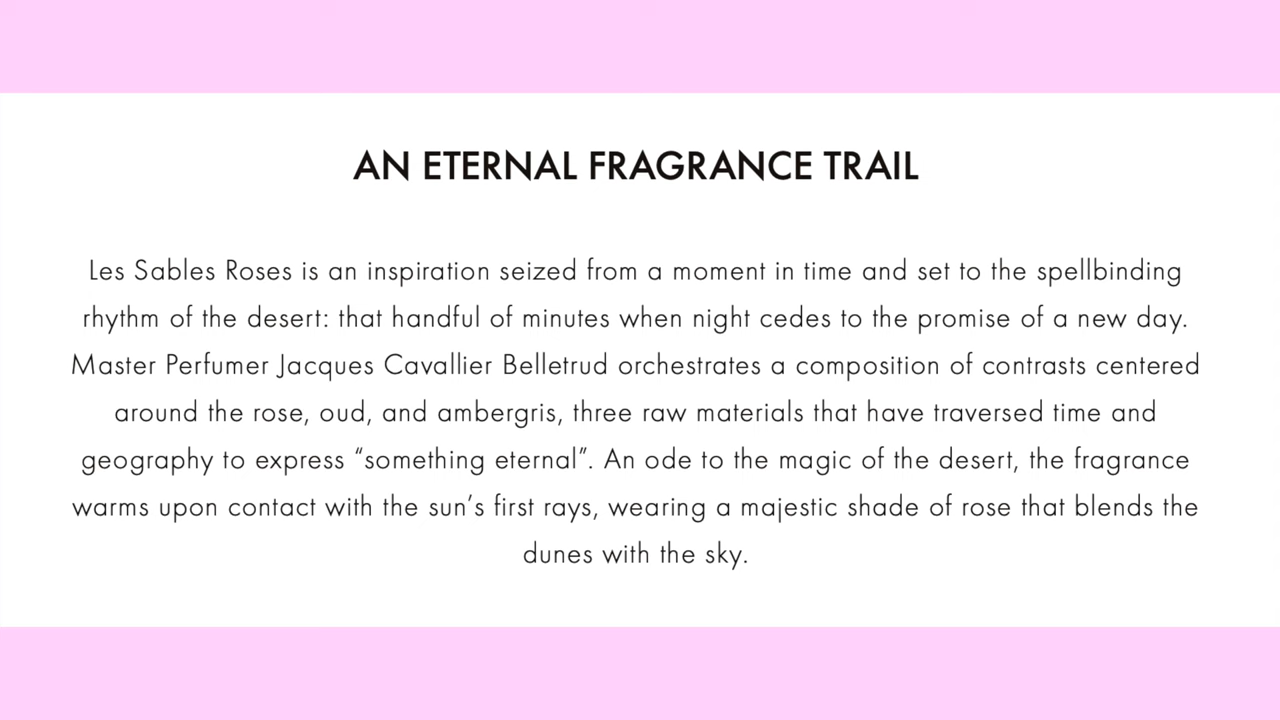 AN ETERNAL FRAGRANCE TRAIL
Les Sables Roses is an inspiration seized from a moment in time and set to the spellbinding
rhythm of the desert: that handful of minutes when night cedes to the promise of a new day.
Master Perfumer Jacques Cavallier Belletrud orchestrates a composition of contrasts centered
around the rose, oud, and ambergris, three raw materials that have traversed time and
geography to express “something eternal”. An ode to the magic of the desert, the fragrance
warms upon contact with the sun’s first rays, wearing a majestic shade of rose that blends the
dunes with the sky.